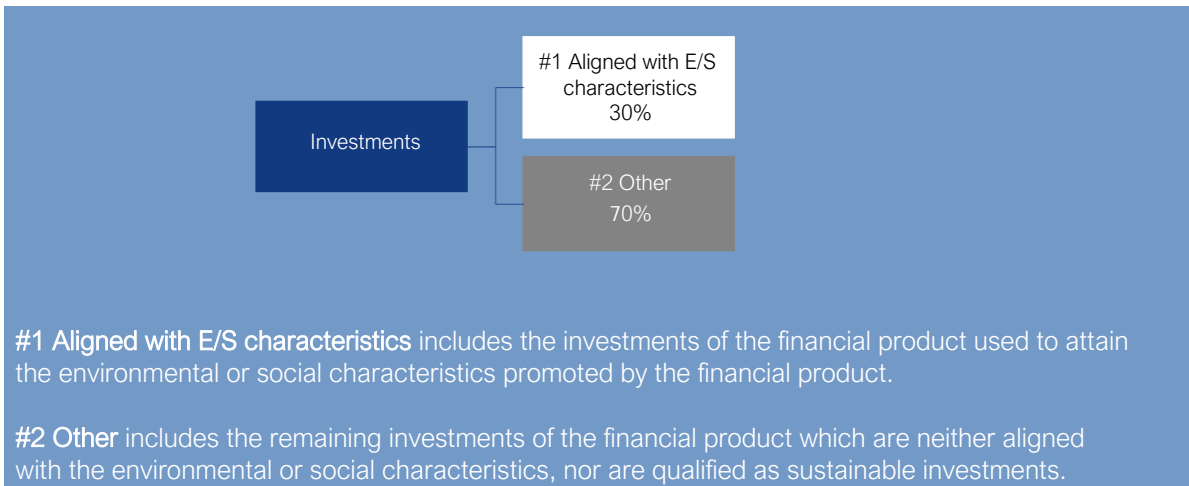 Investments
#1 Aligned with E/S
characteristics
30%
#2 Other
70%
#1 Aligned with E/S characteristics includes the investments of the financial product used to attain
the environmental or social characteristics promoted by the financial product.
#2 Other includes the remaining investments of the financial product which are neither aligned
with the environmental or social characteristics, nor are qualified as sustainable investments.